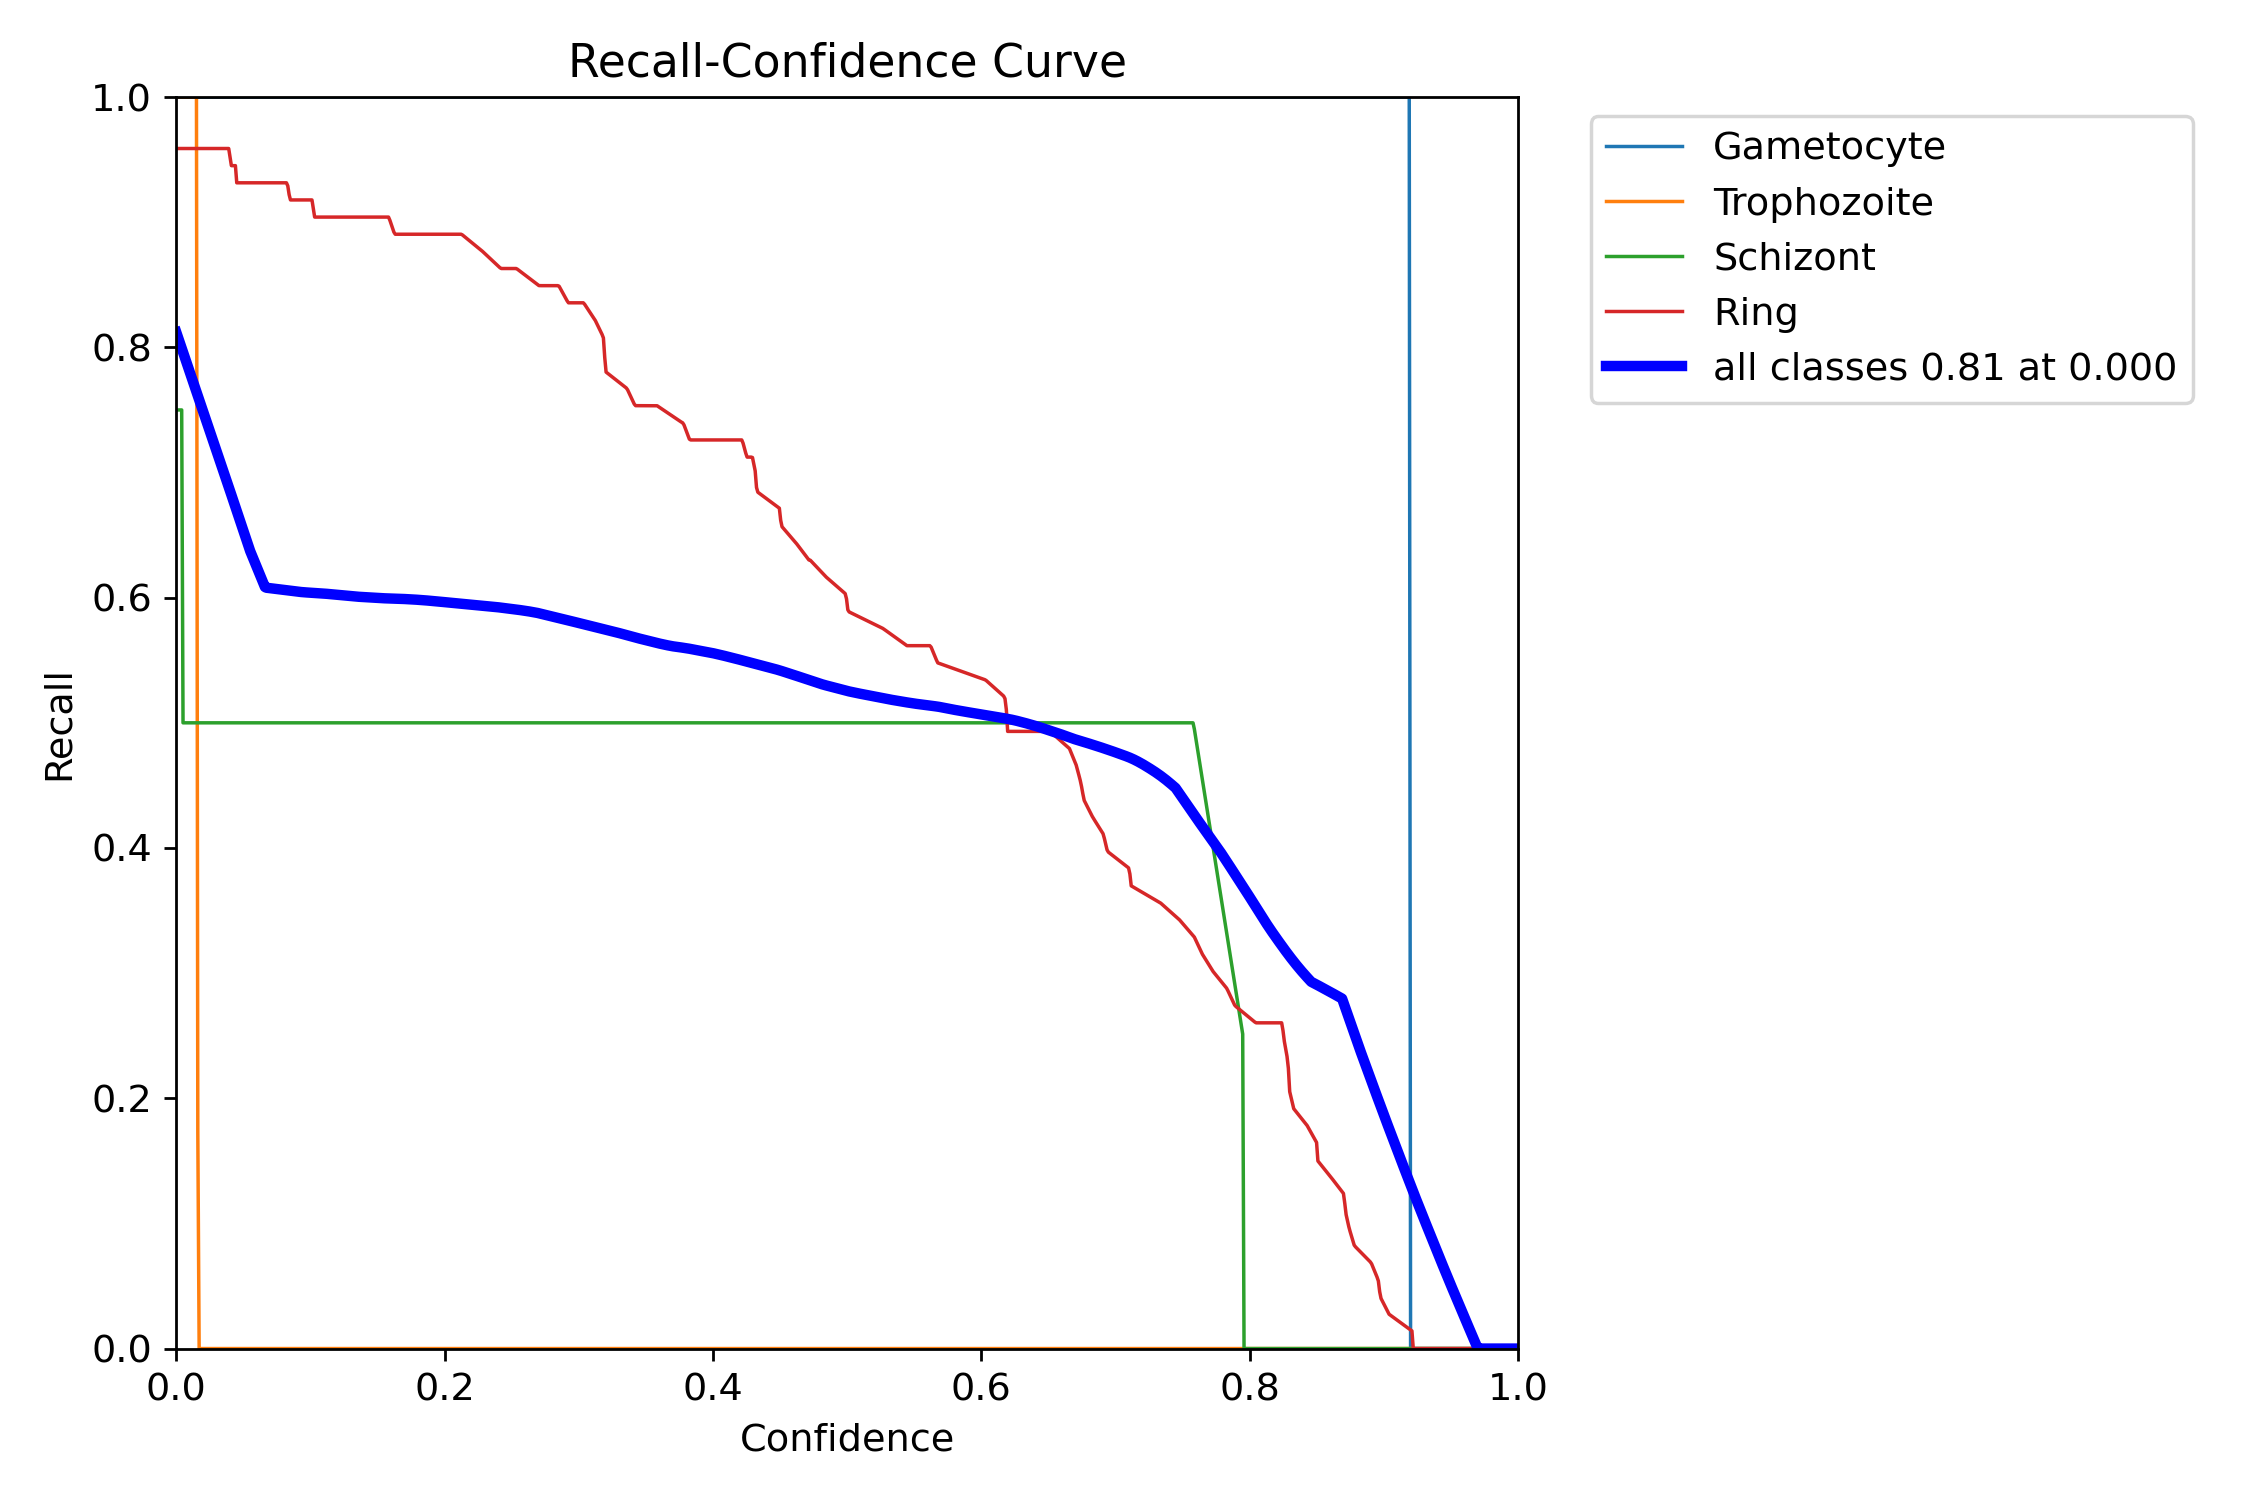 Recall-Confidence Curve
1.0
0.8
0.6
0.4
0.2
0.0
Recall
0.0 0.2 0.4 0.6 0.8 1.0
Confidence
Gametocyte
Trophozoite
Schizont
Ring
all classes 0.81 at 0.000